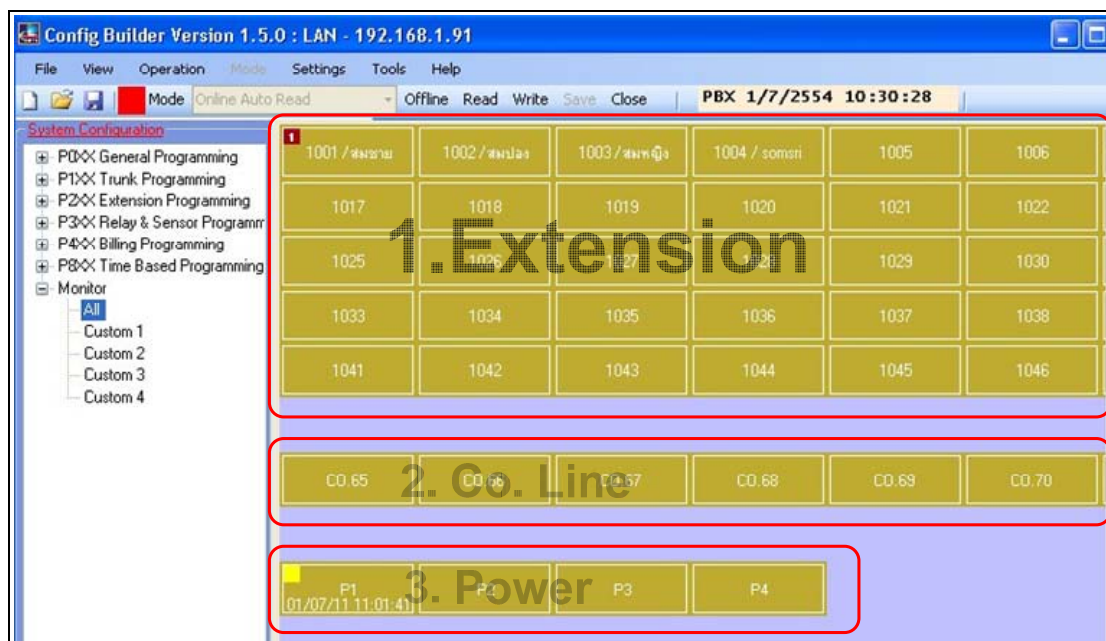 Config Builder Version 1.5.0 : LAN - 192.168.1.91
File View Operation Mode Settings Tools Help
Mode Online Auto Read Offline Read Write Save Close PBX 1/7/2554 10:30:28
System Configuration
P0XX General Programming
P1XX Trunk Programming
P2XX Extension Programming
P3XX Relay & Sensor Programm
P4XX Billing Programming
P8XX Time Based Programming
Monitor
All
Custom 1
Custom 2
Custom 3
Custom 4
1
1001 / สมชาย 1002 / สมปอง 1003 / สมหญิง 1004 / somsri 1005 1006
1017 1018 1019 1020 1021 1022
1.Extension
1025 1026 1027 1028 1029 1030
1033 1034 1035 1036 1037 1038
1041 1042 1043 1044 1045 1046
CO.65 CO.66 CO.67 CO.68 CO.69 CO.70
2. Co. Line
P1 P2 P3 P4
01/07/11 11:01:41
3. Power